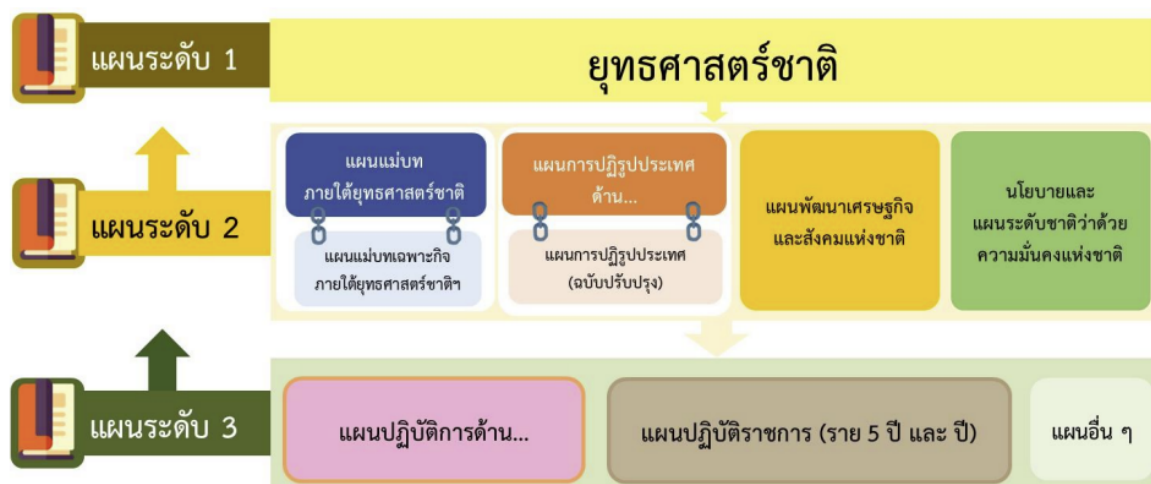 แผนระดับ 1
ยุทธศาสตร์ชาติ
แผนระดับ 2
แผนแม่บท
ภายใต้ยุทธศาสตร์ชาติ
แผนแม่บทเฉพาะกิจ
ภายใต้ยุทธศาสตร์ชาติฯ
แผนการปฏิรูปประเทศ
ด้าน...
แผนการปฏิรูปประเทศ
(ฉบับปรับปรุง)
แผนพัฒนาเศรษฐกิจ
และสังคมแห่งชาติ
นโยบายและ
แผนระดับชาติว่าด้วย
ความมั่นคงแห่งชาติ
แผนระดับ 3
แผนปฏิบัติการด้าน...
แผนปฏิบัติราชการ (ราย 5 ปี และ ปี)
แผนอื่น ๆ